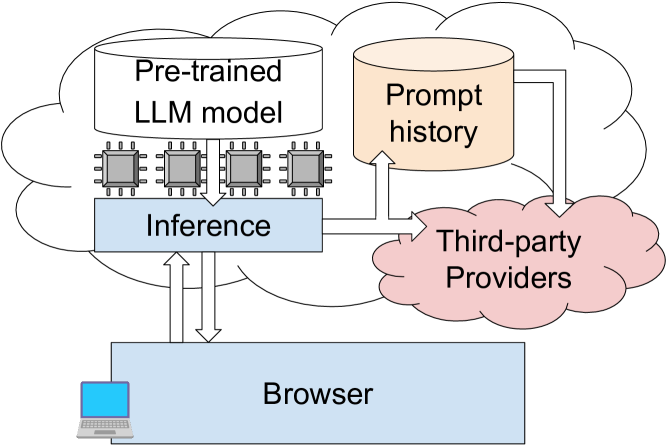 Pre-trained
LLM model
Prompt
history
Inference
Third-party
Providers
Browser